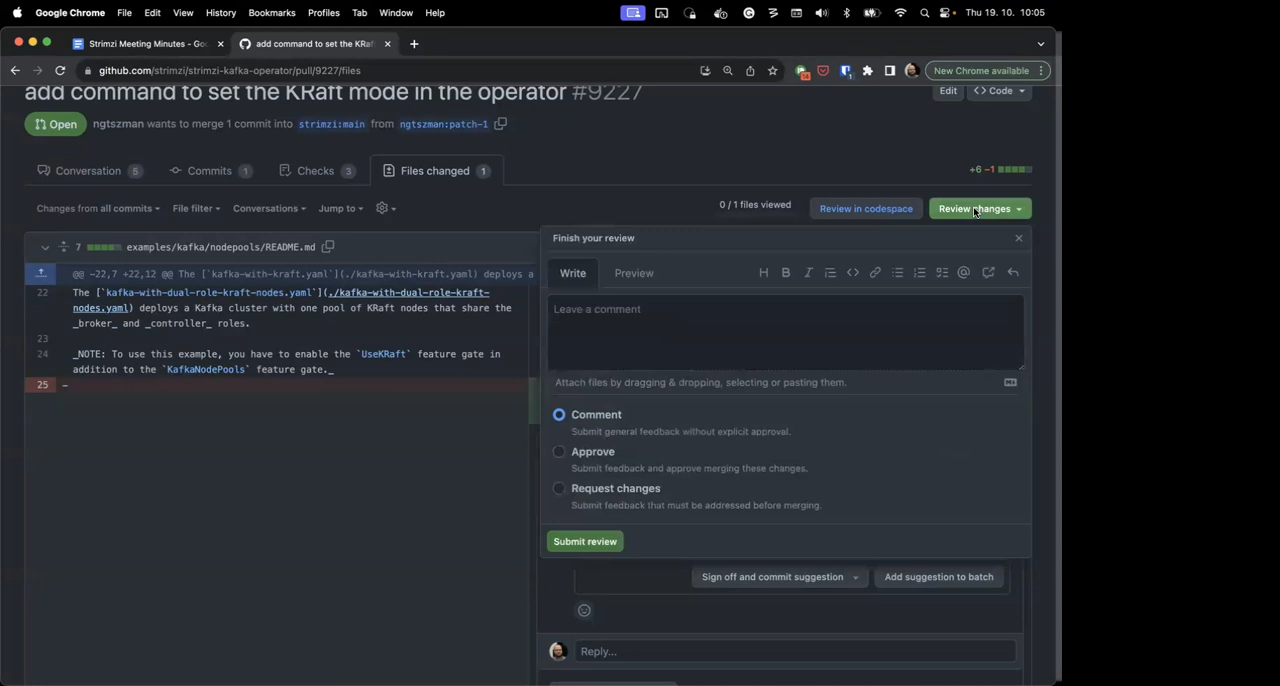 Google Chrome File Edit View History Bookmarks Profiles Tab Window Help Thu 19. 10. 10:05
Strimzi Meeting Minutes - Goo × add command to set the KRaf × +
github.com/strimzi/strimzi-kafka-operator/pull/9227/files New Chrome available
add command to set the KRaft mode in the operator #9227 Edit <> Code
Open ngtszman wants to merge 1 commit into strimzi:main from ngtszman:patch-1
Conversation 5 Commits 1 Checks 3 Files changed 1 +6 −1
Changes from all commits File filter Conversations Jump to 0 / 1 files viewed Review in codespace Review changes
7 examples/kafka/nodepools/README.md
@@ -22,7 +22,12 @@ The [`kafka-with-kraft.yaml`](./kafka-with-kraft.yaml) deploys a
22 The [`kafka-with-dual-role-kraft-nodes.yaml`](./kafka-with-dual-role-kraft-
nodes.yaml) deploys a Kafka cluster with one pool of KRaft nodes that share the
_broker_ and _controller_ roles.
23
24 _NOTE: To use this example, you have to enable the `UseKRaft` feature gate in
addition to the `KafkaNodePools` feature gate._
25 −
Finish your review
Write Preview
Leave a comment
Attach files by dragging & dropping, selecting or pasting them.
Comment
Submit general feedback without explicit approval.
Approve
Submit feedback and approve merging these changes.
Request changes
Submit feedback that must be addressed before merging.
Submit review
Sign off and commit suggestion Add suggestion to batch
Reply...